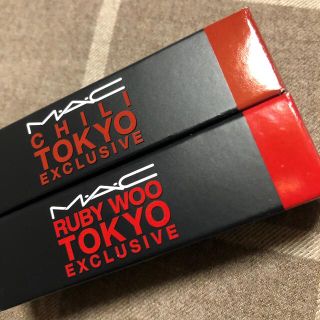 M·A·C
CHILI
TOKYO
EXCLUSIVE
M·A·C
RUBY WOO
TOKYO
EXCLUSIVE